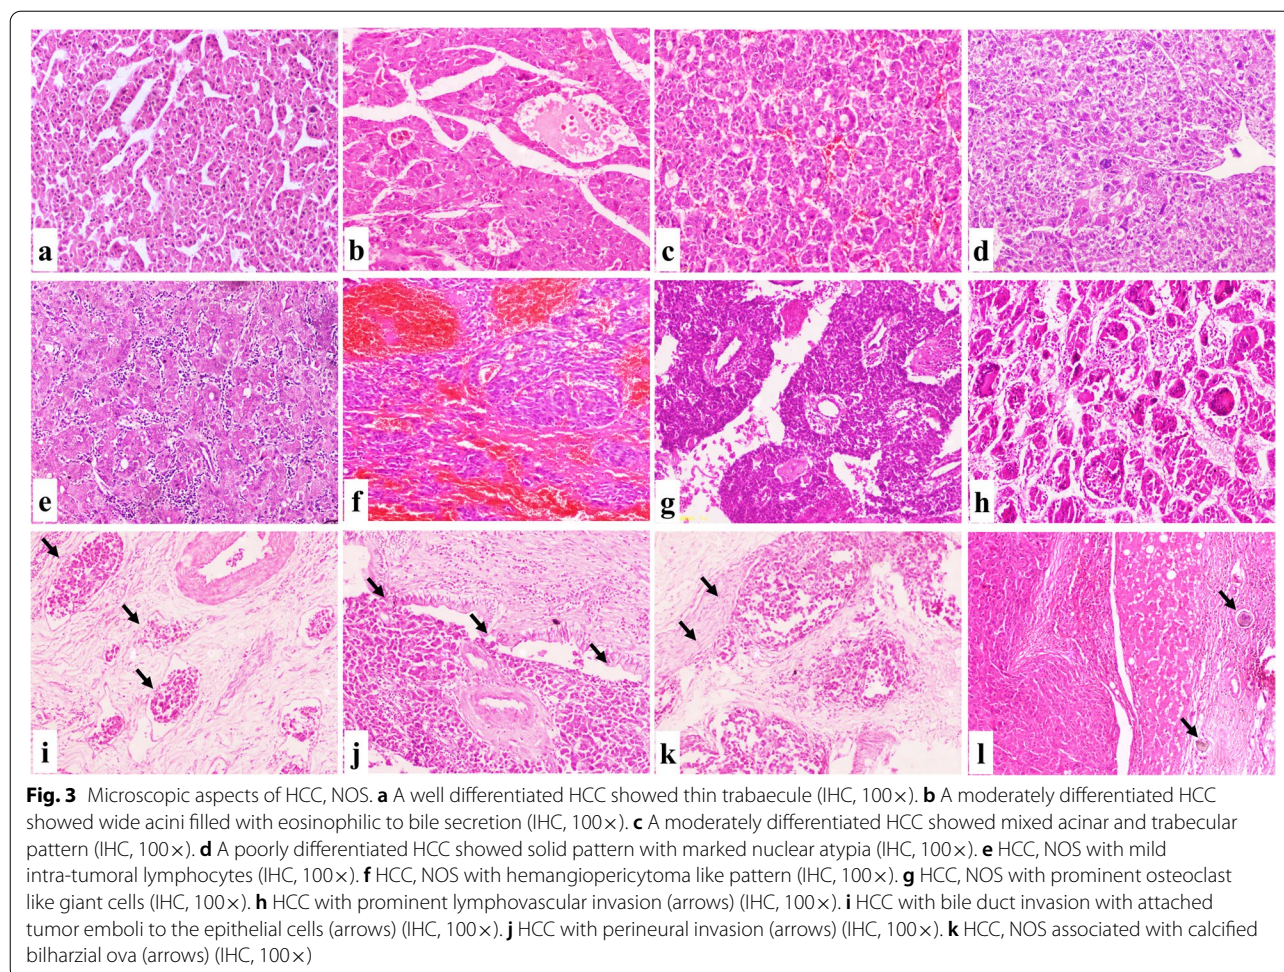 a
b
c
d
e
f
g
h
i
j
k
l
Fig. 3 Microscopic aspects of HCC, NOS. a A well differentiated HCC showed thin trabaecule (IHC, 100×). b A moderately differentiated HCC
showed wide acini filled with eosinophilic to bile secretion (IHC, 100×). c A moderately differentiated HCC showed mixed acinar and trabecular
pattern (IHC, 100×). d A poorly differentiated HCC showed solid pattern with marked nuclear atypia (IHC, 100×). e HCC, NOS with mild
intra-tumoral lymphocytes (IHC, 100×). f HCC, NOS with hemangiopericytoma like pattern (IHC, 100×). g HCC, NOS with prominent osteoclast
like giant cells (IHC, 100×). h HCC with prominent lymphovascular invasion (arrows) (IHC, 100×). i HCC with bile duct invasion with attached
tumor emboli to the epithelial cells (arrows) (IHC, 100×). j HCC with perineural invasion (arrows) (IHC, 100×). k HCC, NOS associated with calcified
bilharzial ova (arrows) (IHC, 100×)